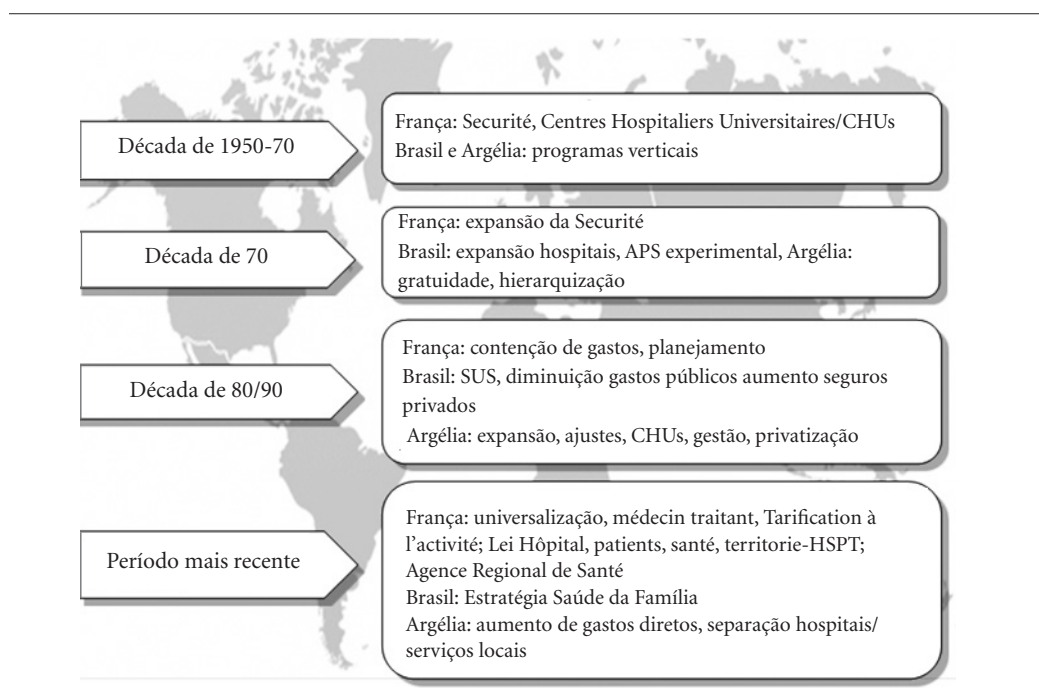 Década de 1950-70
França: Securité, Centres Hospitaliers Universitaires/CHUs
Brasil e Argélia: programas verticais
Década de 70
França: expansão da Securité
Brasil: expansão hospitais, APS experimental, Argélia:
gratuidade, hierarquização
Década de 80/90
França: contenção de gastos, planejamento
Brasil: SUS, diminuição gastos públicos aumento seguros
privados
Argélia: expansão, ajustes, CHUs, gestão, privatização
Período mais recente
França: universalização, médecin traitant, Tarification à
l’activité; Lei Hôpital, patients, santé, territorie-HSPT;
Agence Regional de Santé
Brasil: Estratégia Saúde da Família
Argélia: aumento de gastos diretos, separação hospitais/
serviços locais